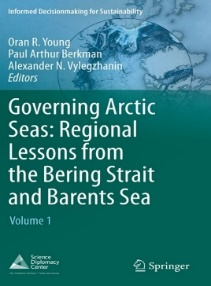 Informed Decisionmaking for Sustainability
Oran R. Young
Paul Arthur Berkman
Alexander N. Vylegzhanin
Editors
Governing Arctic
Seas: Regional
Lessons from
the Bering Strait
and Barents Sea
Volume 1
Science
Diplomacy
Center
Springer